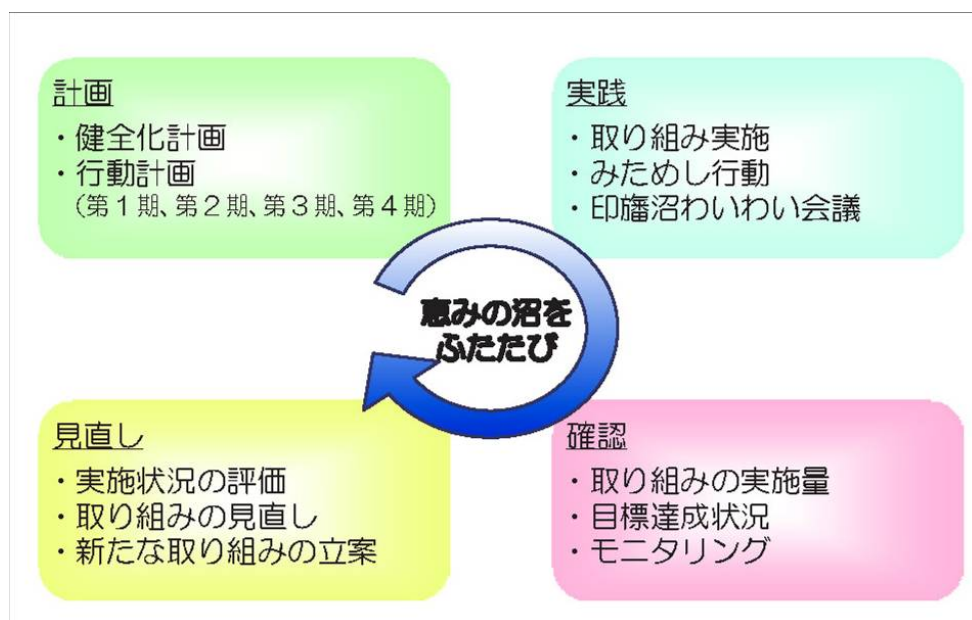 計画
・健全化計画
・行動計画
（第１期、第２期、第３期、第４期）
実践
・取り組み実施
・みためし行動
・印旛沼わいわい会議
恵みの沼を
ふたたび
見直し
・実施状況の評価
・取り組みの見直し
・新たな取り組みの立案
確認
・取り組みの実施量
・目標達成状況
・モニタリング